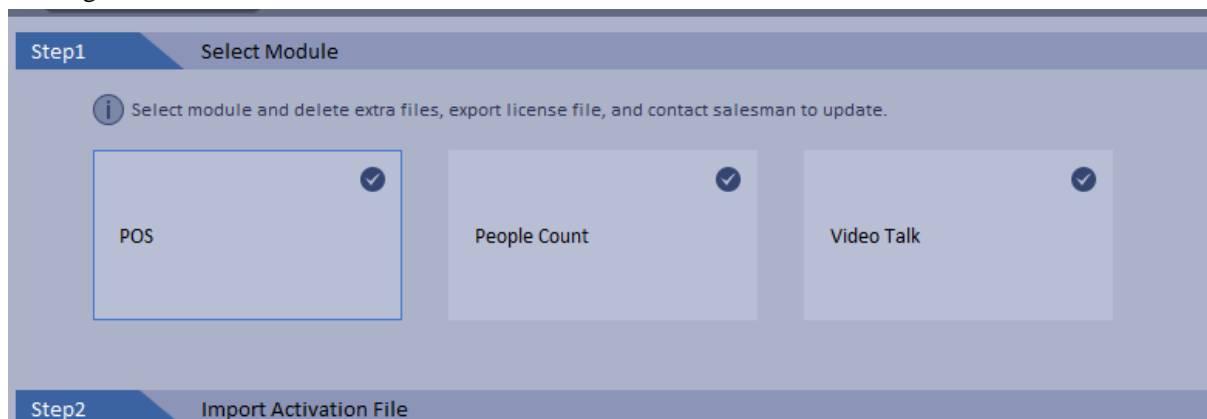 Step1 Select Module
Select module and delete extra files, export license file, and contact salesman to update.
POS People Count Video Talk
Step2 Import Activation File